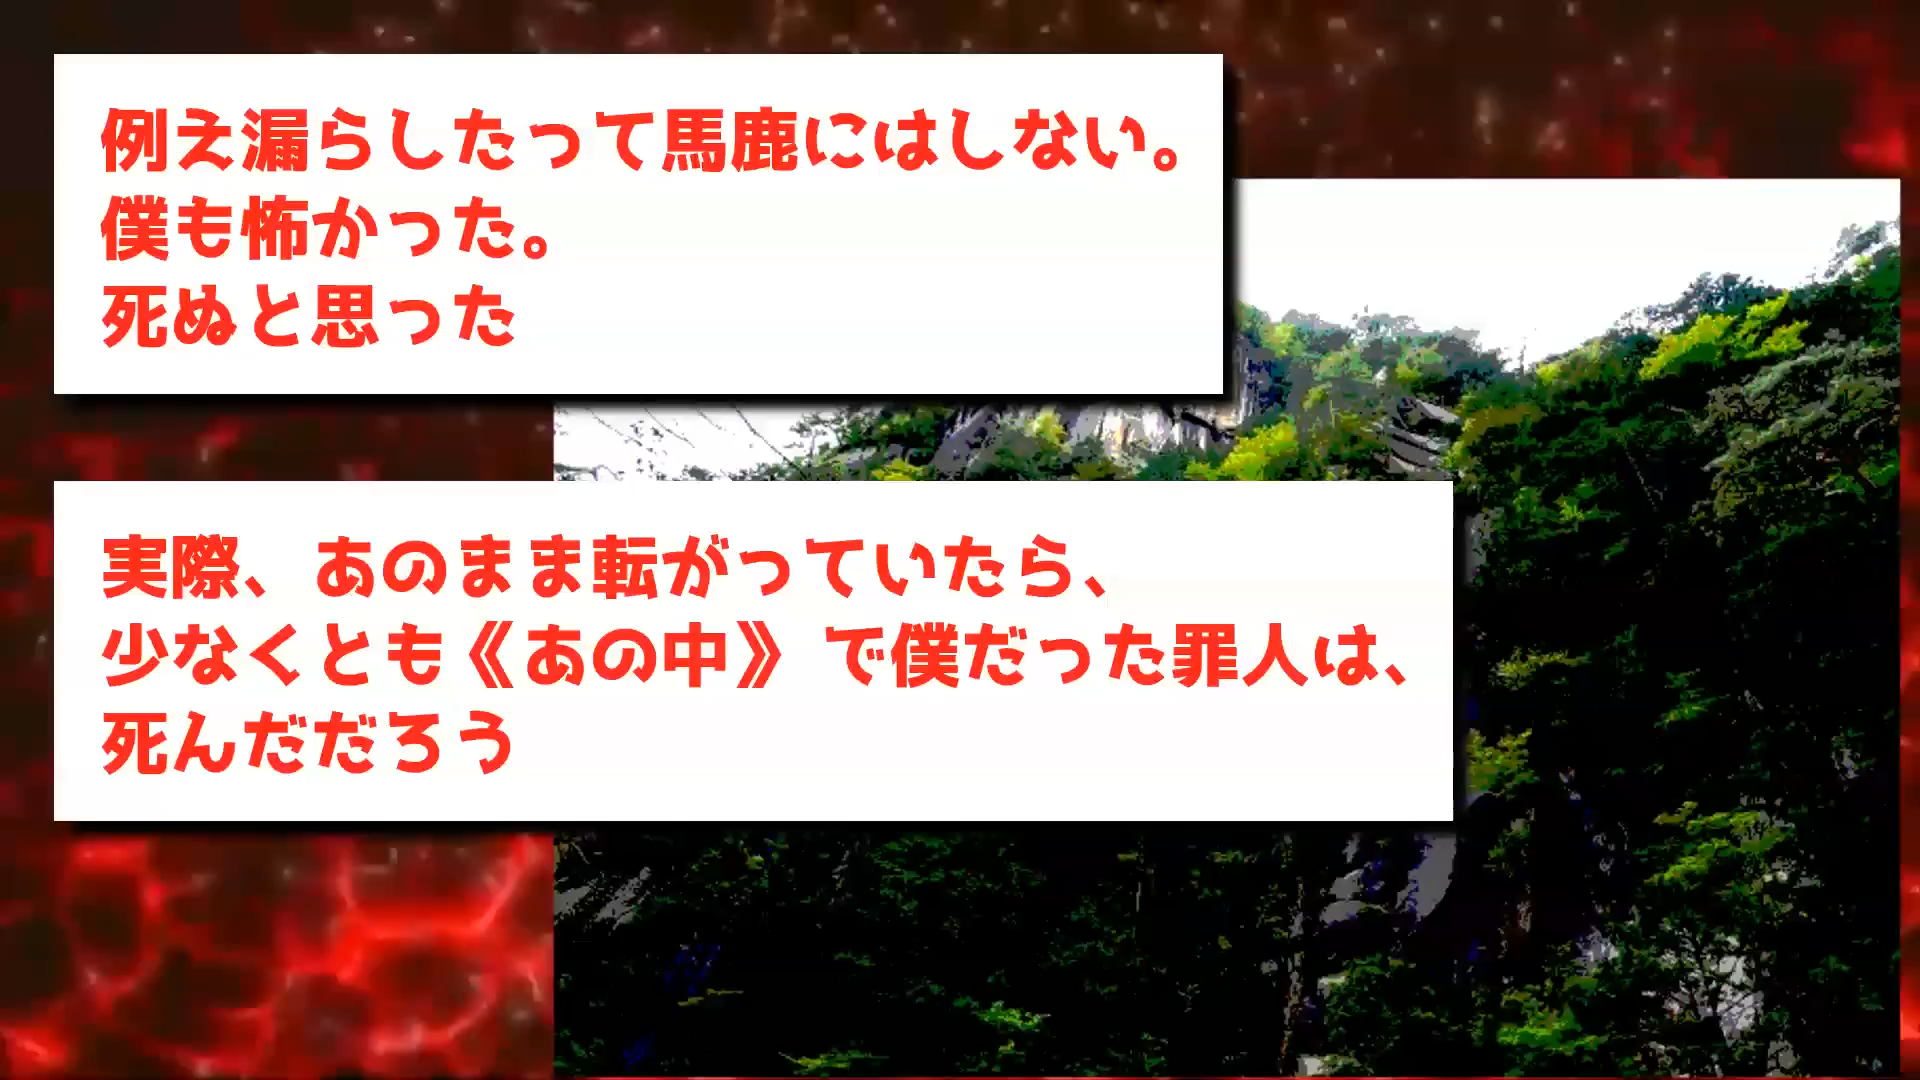 例え漏らしたって馬鹿にはしない。
僕も怖かった。
死ぬと思った
実際、あのまま転がっていたら、
少なくとも《あの中》で僕だった罪人は、
死んだだろう